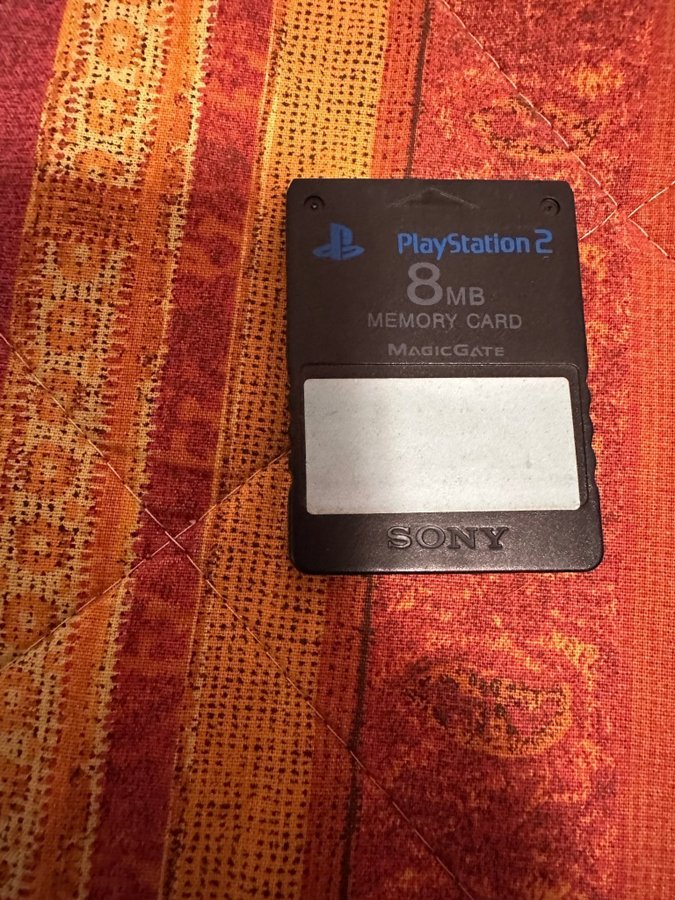 PlayStation 2
8MB
MEMORY CARD
MAGICGATE
SONY